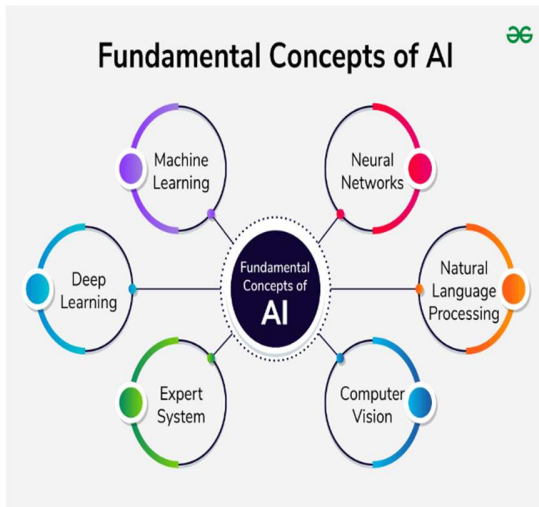 Fundamental Concepts of AI
Machine
Learning
Neural
Networks
Deep
Learning
Fundamental
Concepts of
AI
Natural
Language
Processing
Expert
System
Computer
Vision